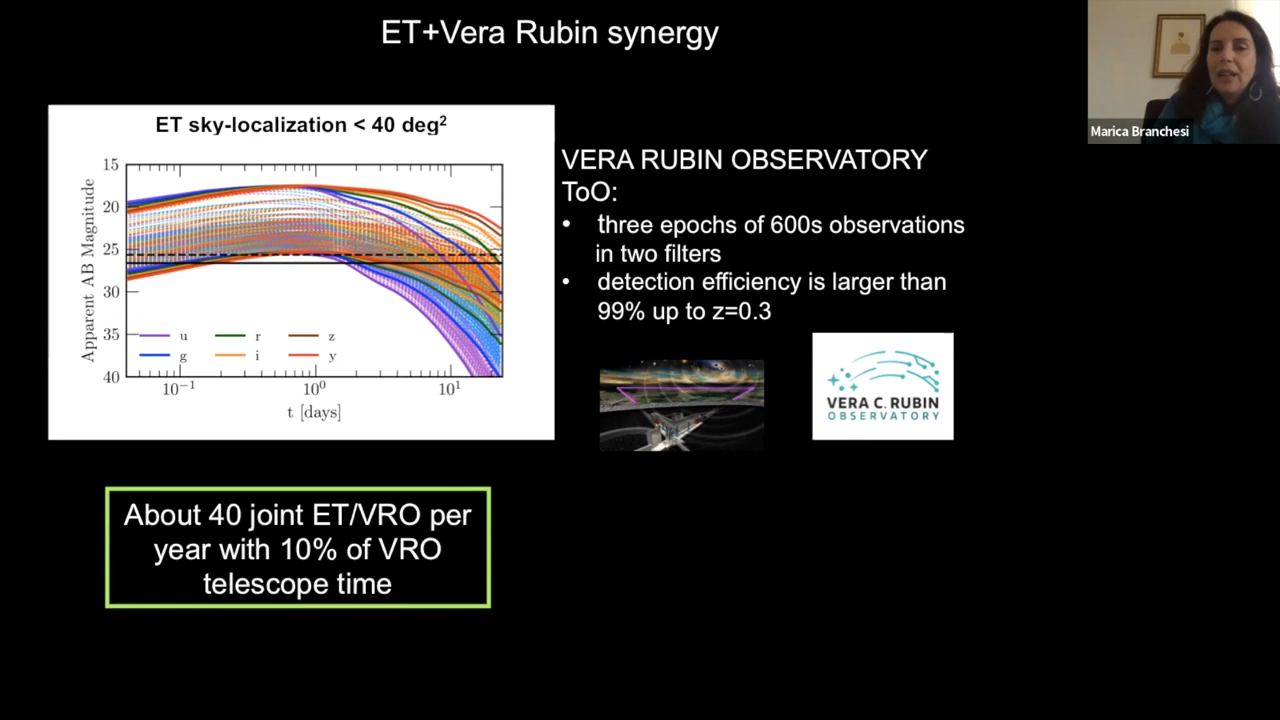 ET+Vera Rubin synergy
Marica Branchesi
ET sky-localization < 40 deg²
15
20
25
30
35
40
Apparent AB Magnitude
u
r
z
g
i
y
10⁻¹
10⁰
10¹
t [days]
VERA RUBIN OBSERVATORY
ToO:
• three epochs of 600s observations
in two filters
• detection efficiency is larger than
99% up to z=0.3
VERA C. RUBIN
OBSERVATORY
About 40 joint ET/VRO per
year with 10% of VRO
telescope time